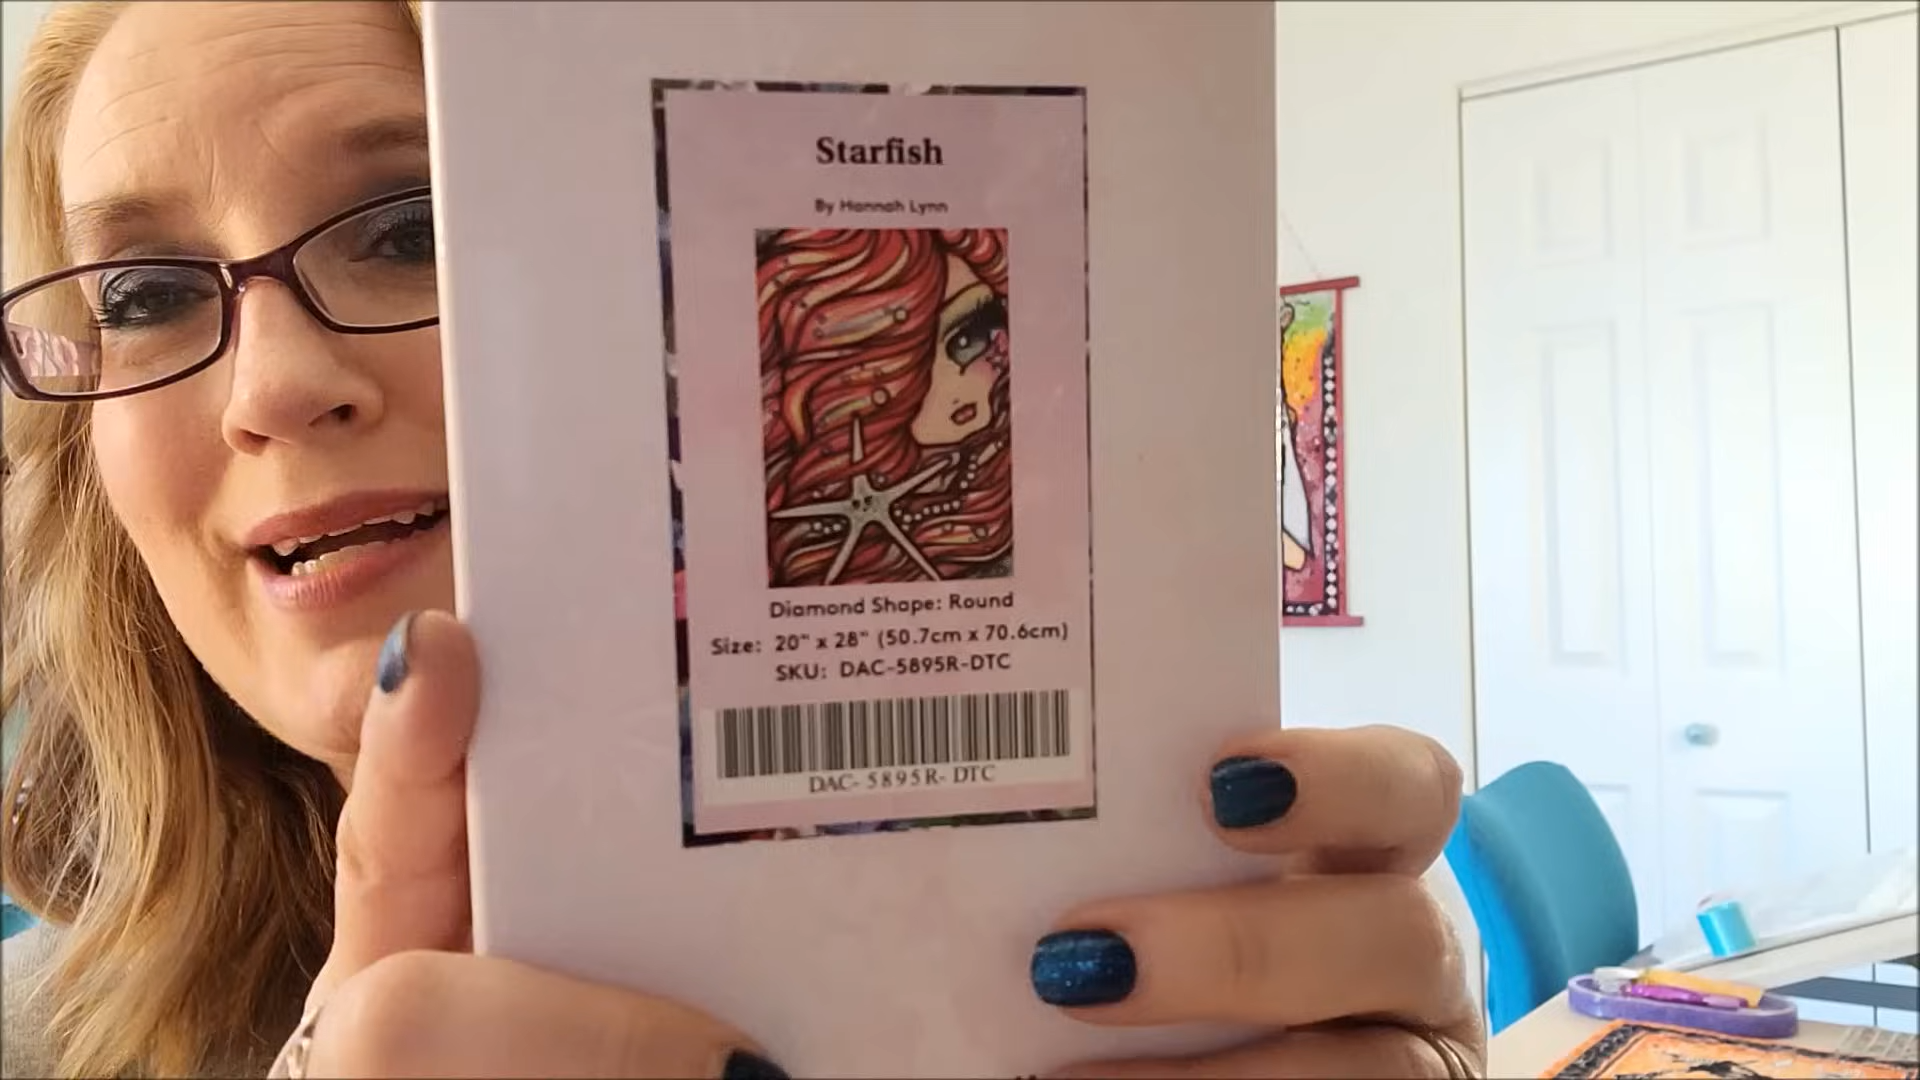 Starfish
By Hannah Lynn
Diamond Shape: Round
Size: 20" x 28" (50.7cm x 70.6cm)
SKU: DAC-5895R-DTC
DAC- 5895R- DTC